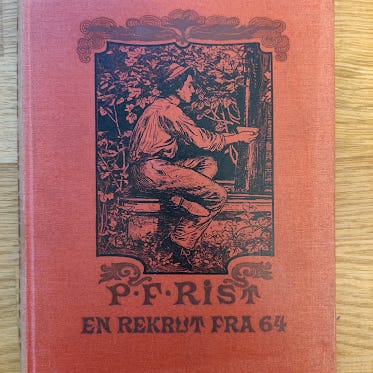 P·F·RIST
EN REKRUT FRA 64